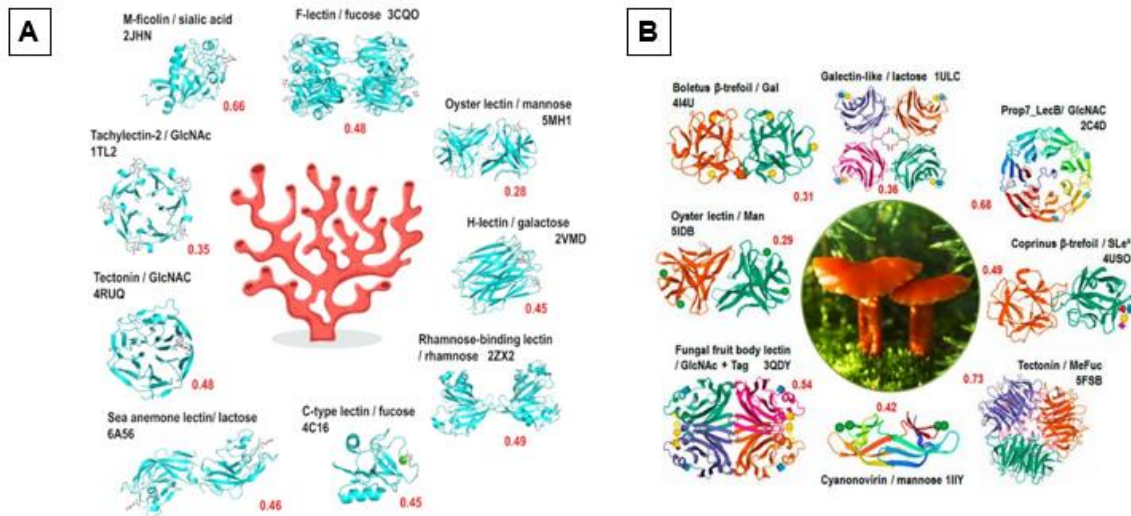 A
M-ficolin / sialic acid
2JHN
0.66
F-lectin / fucose 3CQO
0.48
Oyster lectin / mannose
5MH1
0.28
Tachylectin-2 / GlcNAc
1TL2
0.35
H-lectin / galactose
2VMD
0.45
Tectonin / GlcNAC
4RUQ
0.48
Rhamnose-binding lectin
/ rhamnose 2ZX2
0.49
Sea anemone lectin/ lactose
6A56
0.46
C-type lectin / fucose
4C16
0.45
B
Boletus β-trefoil / Gal
4I4U
0.31
Galectin-like / lactose 1ULC
0.36
Prop7_LecB/ GlcNAC
2C4D
0.68
Oyster lectin / Man
5IDB
0.29
Coprinus β-trefoil / SLeˣ
4USO
0.49
Fungal fruit body lectin
/ GlcNAc + Tag 3QDY
0.54
0.42
Cyanonovirin / mannose 1IIY
Tectonin / MeFuc
5FSB
0.73